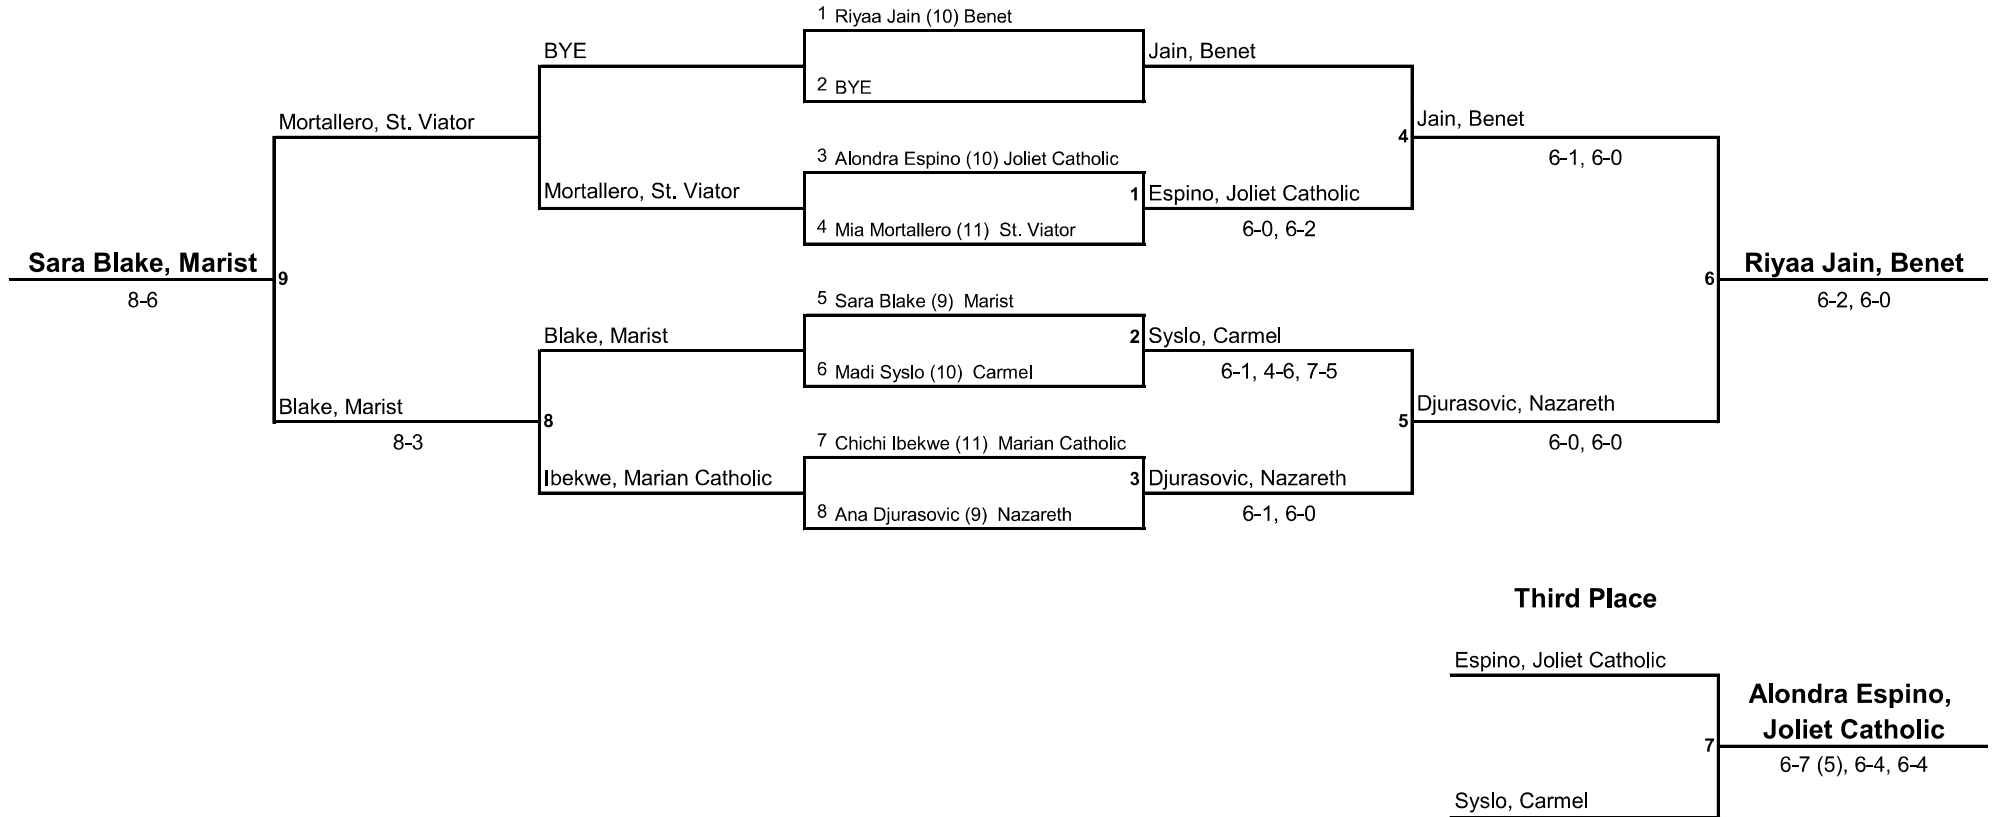 1 Riyaa Jain (10) Benet
BYE
Jain, Benet
2 BYE
Mortallero, St. Viator
Jain, Benet
4
6-1, 6-0
3 Alondra Espino (10) Joliet Catholic
Mortallero, St. Viator
1 Espino, Joliet Catholic
4 Mia Mortallero (11) St. Viator
6-0, 6-2
Sara Blake, Marist
9
8-6
6
Riyaa Jain, Benet
6-2, 6-0
5 Sara Blake (9) Marist
Blake, Marist
2 Syslo, Carmel
6 Madi Syslo (10) Carmel
6-1, 4-6, 7-5
Blake, Marist
8-3
8
5
Djurasovic, Nazareth
6-0, 6-0
7 Chichi Ibekwe (11) Marian Catholic
Ibekwe, Marian Catholic
3 Djurasovic, Nazareth
8 Ana Djurasovic (9) Nazareth
6-1, 6-0
Third Place
Espino, Joliet Catholic
Alondra Espino,
Joliet Catholic
7
6-7 (5), 6-4, 6-4
Syslo, Carmel